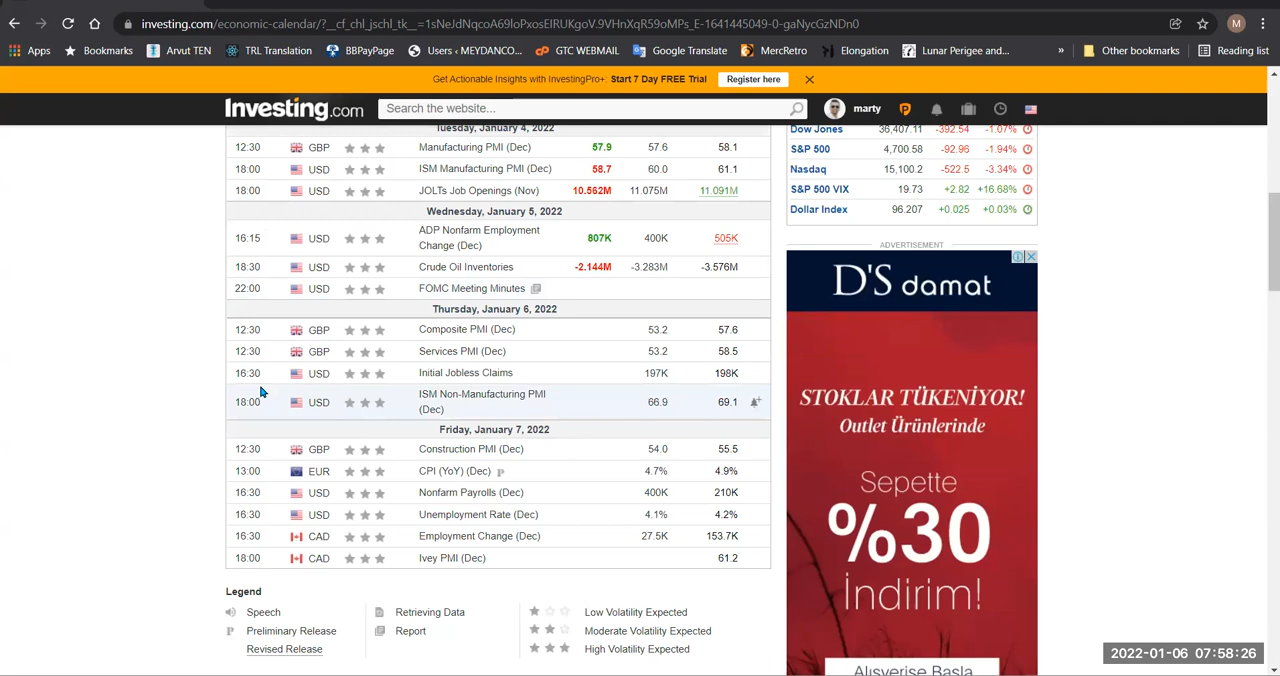 investing.com/economic-calendar/?__cf_chl_jschl_tk__=1sNeJdNqcoA69loPxosElRUKgoV.9VHnXqR59oMPs_E-1641445049-0-gaNycGzNDn0
M
Apps Bookmarks Arvut TEN TRL Translation BBPayPage Users < MEYDANCO... GTC WEBMAIL Google Translate MercRetro Elongation Lunar Perigee and... » Other bookmarks Reading list
Get Actionable Insights with InvestingPro+: Start 7 Day FREE Trial Register here
Investing.com Search the website... marty
Tuesday, January 4, 2022
12:30 GBP Manufacturing PMI (Dec) 57.9 57.6 58.1
18:00 USD ISM Manufacturing PMI (Dec) 58.7 60.0 61.1
18:00 USD JOLTs Job Openings (Nov) 10.562M 11.075M 11.091M
Wednesday, January 5, 2022
16:15 USD ADP Nonfarm Employment
Change (Dec) 807K 400K 505K
18:30 USD Crude Oil Inventories -2.144M -3.283M -3.576M
22:00 USD FOMC Meeting Minutes
Thursday, January 6, 2022
12:30 GBP Composite PMI (Dec) 53.2 57.6
12:30 GBP Services PMI (Dec) 53.2 58.5
16:30 USD Initial Jobless Claims 197K 198K
18:00 USD ISM Non-Manufacturing PMI
(Dec) 66.9 69.1
Friday, January 7, 2022
12:30 GBP Construction PMI (Dec) 54.0 55.5
13:00 EUR CPI (YoY) (Dec) P 4.7% 4.9%
16:30 USD Nonfarm Payrolls (Dec) 400K 210K
16:30 USD Unemployment Rate (Dec) 4.1% 4.2%
16:30 CAD Employment Change (Dec) 27.5K 153.7K
18:00 CAD Ivey PMI (Dec) 61.2
Legend
Speech Retrieving Data Low Volatility Expected
P Preliminary Release Report Moderate Volatility Expected
Revised Release High Volatility Expected
Dow Jones 36,407.11 -392.54 -1.07%
S&P 500 4,700.58 -92.96 -1.94%
Nasdaq 15,100.2 -522.5 -3.34%
S&P 500 VIX 19.73 +2.82 +16.68%
Dollar Index 96.207 +0.025 +0.03%
ADVERTISEMENT
D'S damat
STOKLAR TÜKENİYOR!
Outlet Ürünlerinde
Sepette
%30
İndirim!
Alışverişe Başla
2022-01-06 07:58:26